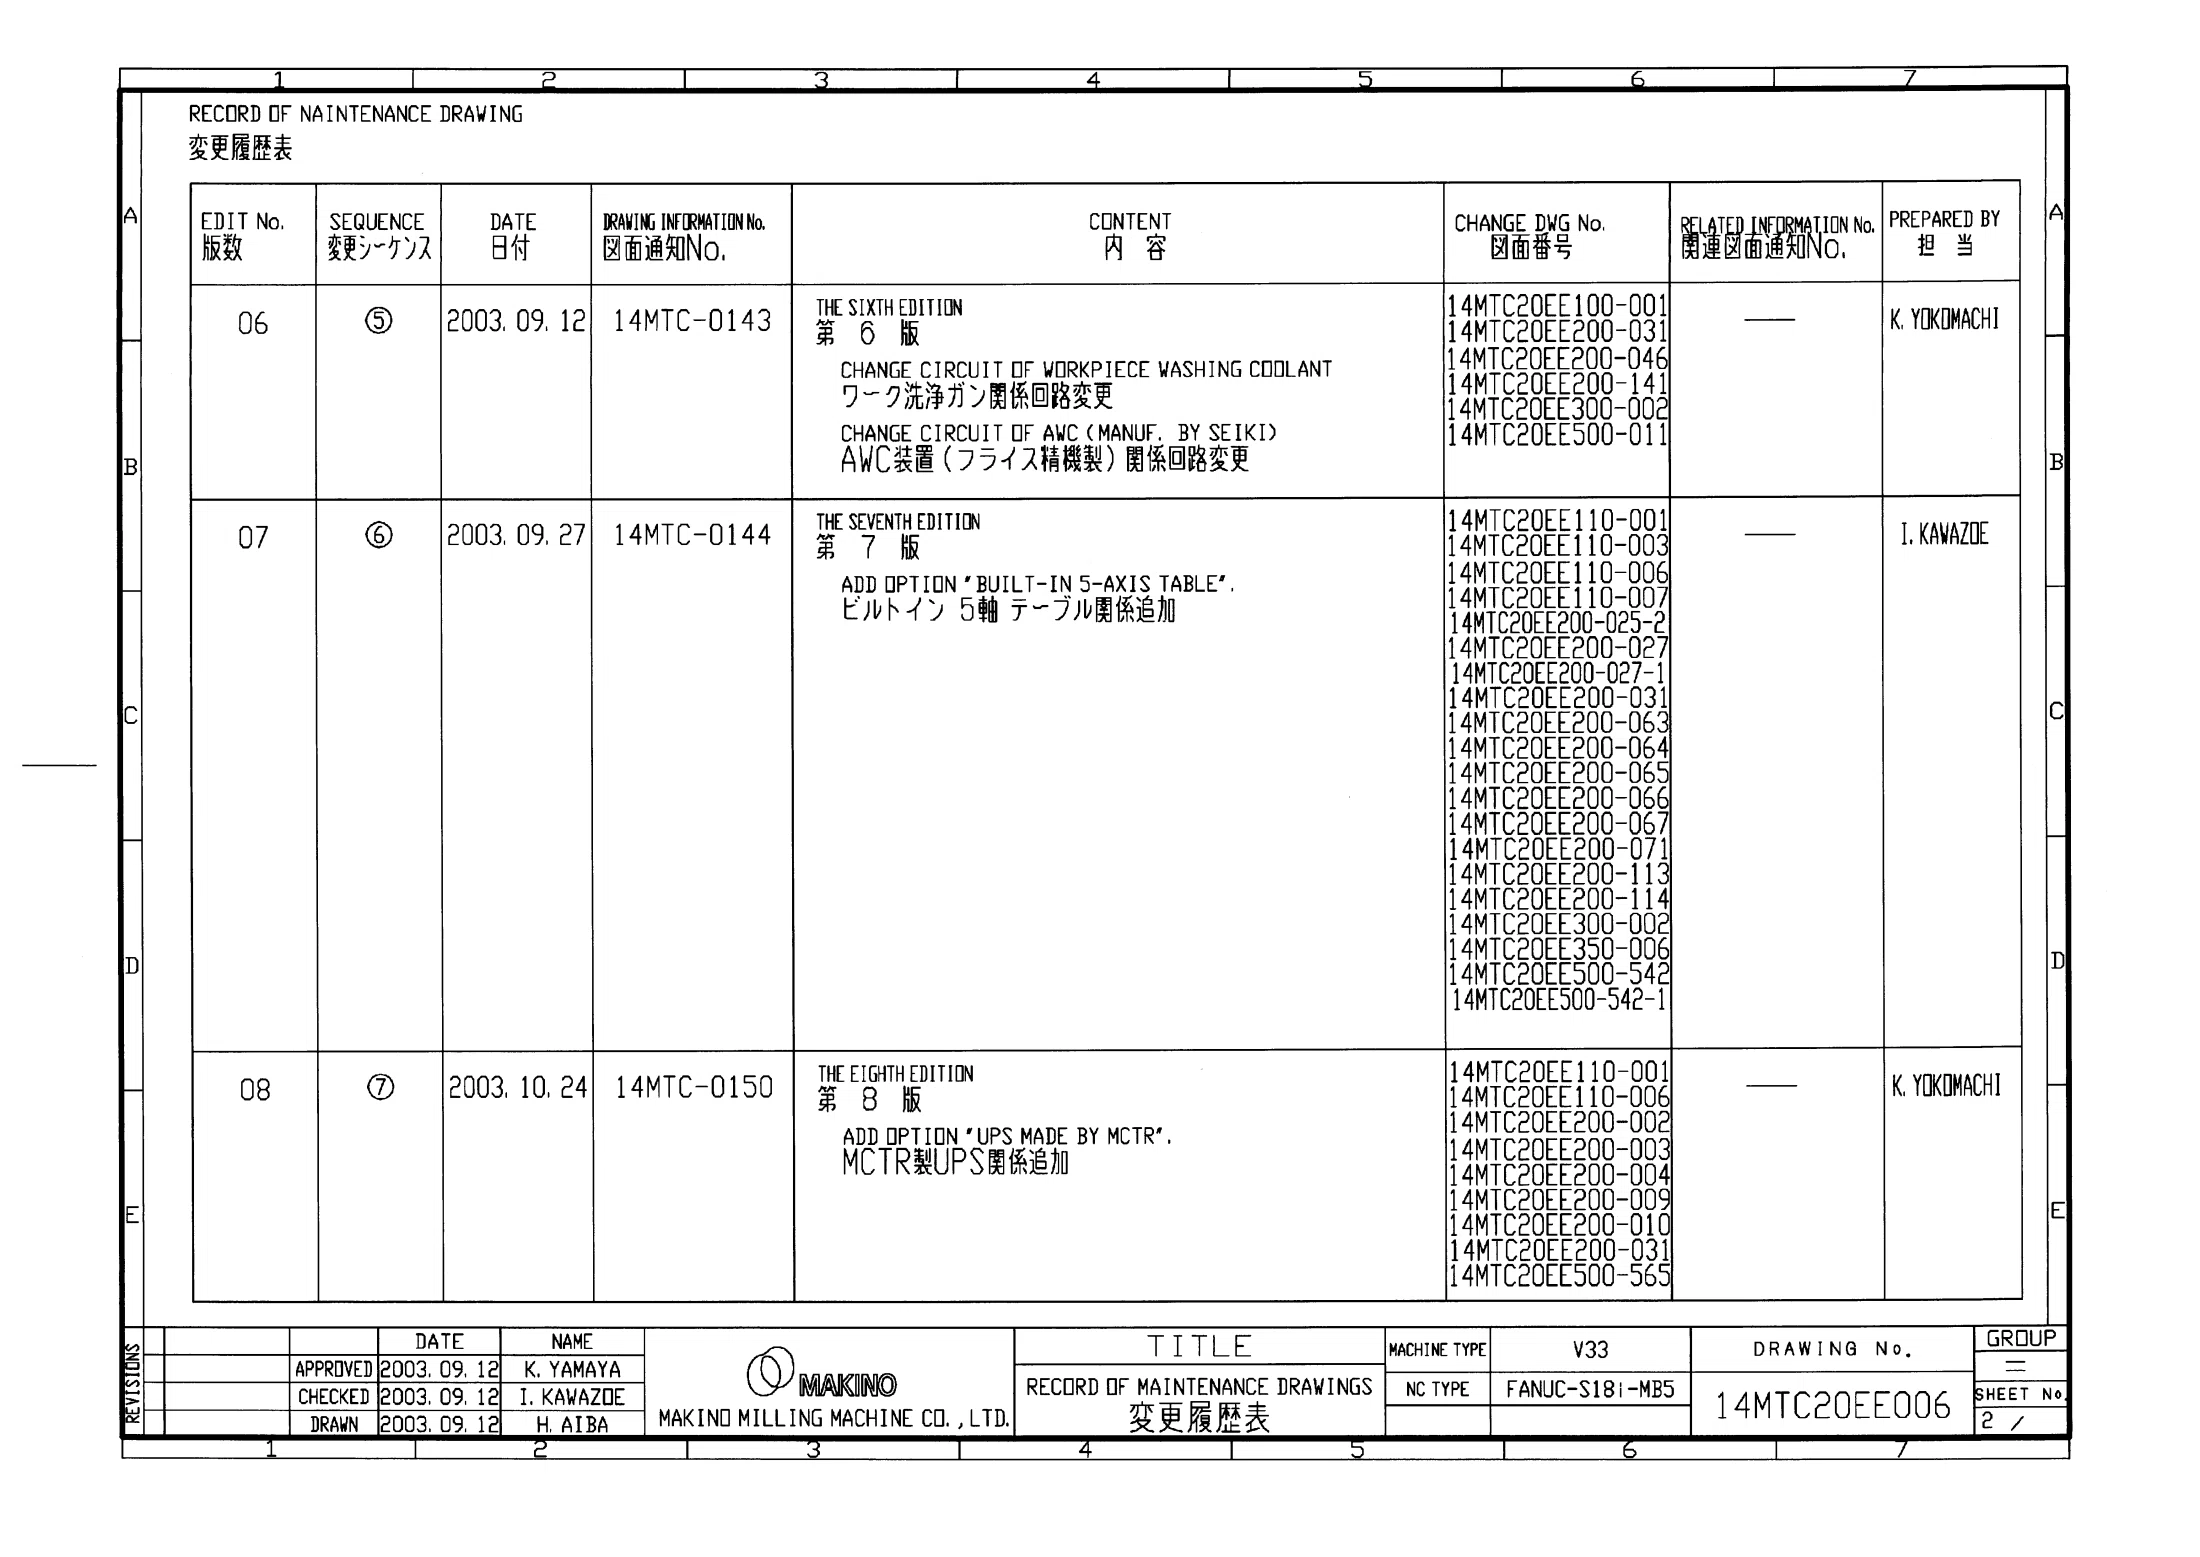 1 2 3 4 5 6 7
RECORD OF NAINTENANCE DRAWING
変更履歴表
A A
EDIT No. SEQUENCE DATE DRAWING INFORMATION No. CONTENT CHANGE DWG No. RELATED INFORMATION No. PREPARED BY
版数 変更シーケンス 日付 図面通知No. 内 容 図面番号 関連図面通知No. 担 当
06 ⑤ 2003. 09. 12 14MTC-0143
THE SIXTH EDITION
第 6 版
CHANGE CIRCUIT OF WORKPIECE WASHING COOLANT
ワーク洗浄ガン関係回路変更
CHANGE CIRCUIT OF AWC (MANUF. BY SEIKI)
AWC装置(フライス精機製)関係回路変更
14MTC20EE100-001
14MTC20EE200-031
14MTC20EE200-046
14MTC20EE200-141
14MTC20EE300-002
14MTC20EE500-011
— K. YOKOMACHI
B B
07 ⑥ 2003. 09. 27 14MTC-0144
THE SEVENTH EDITION
第 7 版
ADD OPTION "BUILT-IN 5-AXIS TABLE".
ビルトイン 5軸 テーブル関係追加
14MTC20EE110-001
14MTC20EE110-003
14MTC20EE110-006
14MTC20EE110-007
14MTC20EE200-025-2
14MTC20EE200-027
14MTC20EE200-027-1
14MTC20EE200-031
14MTC20EE200-063
14MTC20EE200-064
14MTC20EE200-065
14MTC20EE200-066
14MTC20EE200-067
14MTC20EE200-071
14MTC20EE200-113
14MTC20EE200-114
14MTC20EE300-002
14MTC20EE350-006
14MTC20EE500-542
14MTC20EE500-542-1
— I. KAWAZOE
C C
D D
08 ⑦ 2003. 10. 24 14MTC-0150
THE EIGHTH EDITION
第 8 版
ADD OPTION "UPS MADE BY MCTR".
MCTR製UPS関係追加
14MTC20EE110-001
14MTC20EE110-006
14MTC20EE200-002
14MTC20EE200-003
14MTC20EE200-004
14MTC20EE200-009
14MTC20EE200-010
14MTC20EE200-031
14MTC20EE500-565
— K. YOKOMACHI
E E
REVISIONS
DATE NAME
APPROVED 2003. 09. 12 K. YAMAYA
CHECKED 2003. 09. 12 I. KAWAZOE
DRAWN 2003. 09. 12 H. AIBA
MAKINO
MAKINO MILLING MACHINE CO., LTD.
TITLE
RECORD OF MAINTENANCE DRAWINGS
変更履歴表
MACHINE TYPE V33
NC TYPE FANUC-S18i-MB5
DRAWING No.
14MTC20EE006
GROUP
=
SHEET No.
2 /
1 2 3 4 5 6 7